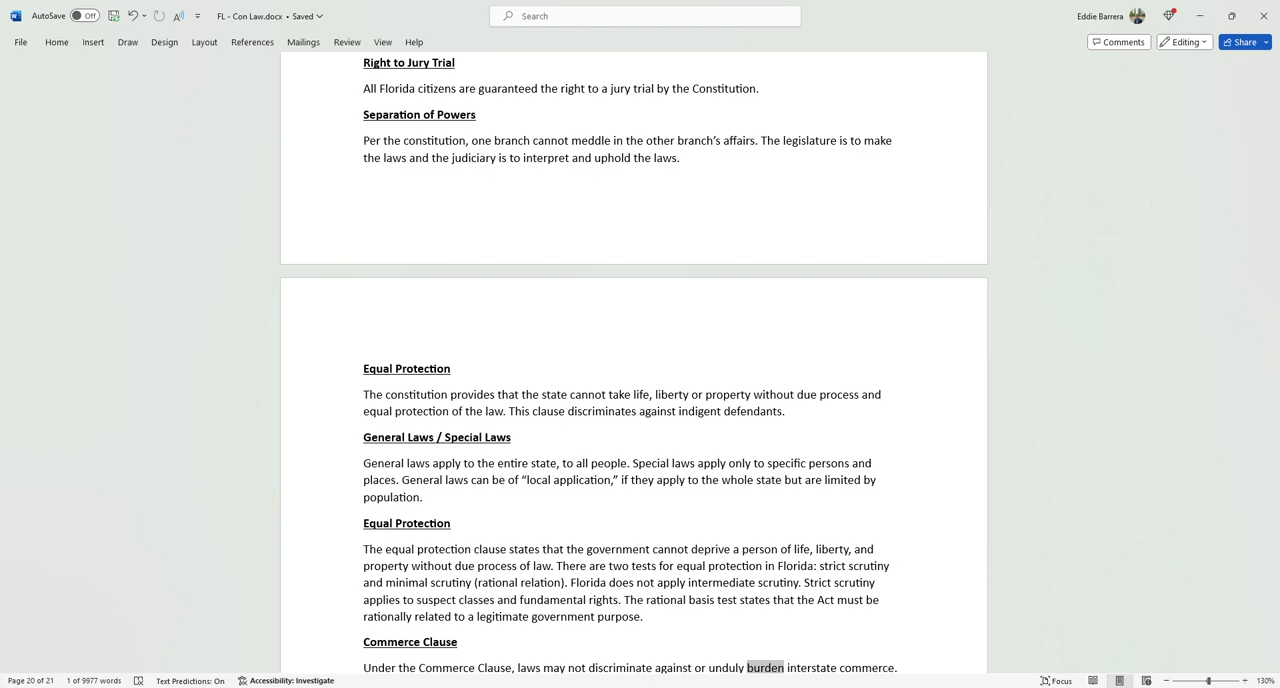 AutoSave Off FL - Con Law.docx • Saved Search Eddie Barrera
File Home Insert Draw Design Layout References Mailings Review View Help Comments Editing Share
Right to Jury Trial
All Florida citizens are guaranteed the right to a jury trial by the Constitution.
Separation of Powers
Per the constitution, one branch cannot meddle in the other branch’s affairs. The legislature is to make
the laws and the judiciary is to interpret and uphold the laws.
Equal Protection
The constitution provides that the state cannot take life, liberty or property without due process and
equal protection of the law. This clause discriminates against indigent defendants.
General Laws / Special Laws
General laws apply to the entire state, to all people. Special laws apply only to specific persons and
places. General laws can be of “local application,” if they apply to the whole state but are limited by
population.
Equal Protection
The equal protection clause states that the government cannot deprive a person of life, liberty, and
property without due process of law. There are two tests for equal protection in Florida: strict scrutiny
and minimal scrutiny (rational relation). Florida does not apply intermediate scrutiny. Strict scrutiny
applies to suspect classes and fundamental rights. The rational basis test states that the Act must be
rationally related to a legitimate government purpose.
Commerce Clause
Under the Commerce Clause, laws may not discriminate against or unduly burden interstate commerce.
Page 20 of 21 1 of 9977 words Text Predictions: On Accessibility: Investigate Focus 130%